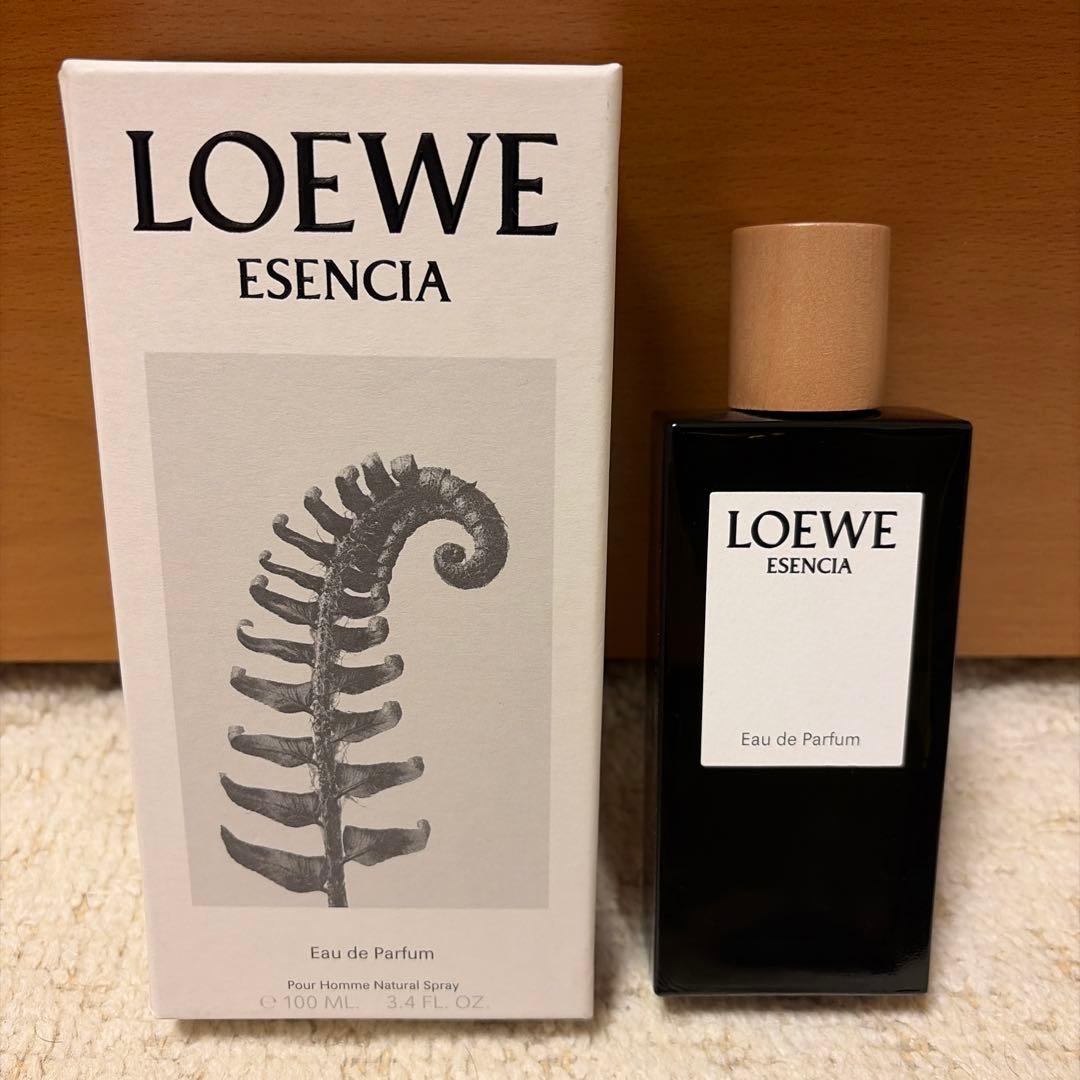 LOEWE
ESENCIA
Eau de Parfum
Pour Homme Natural Spray
℮ 100 ML. 3.4 FL. OZ.
LOEWE
ESENCIA
Eau de Parfum